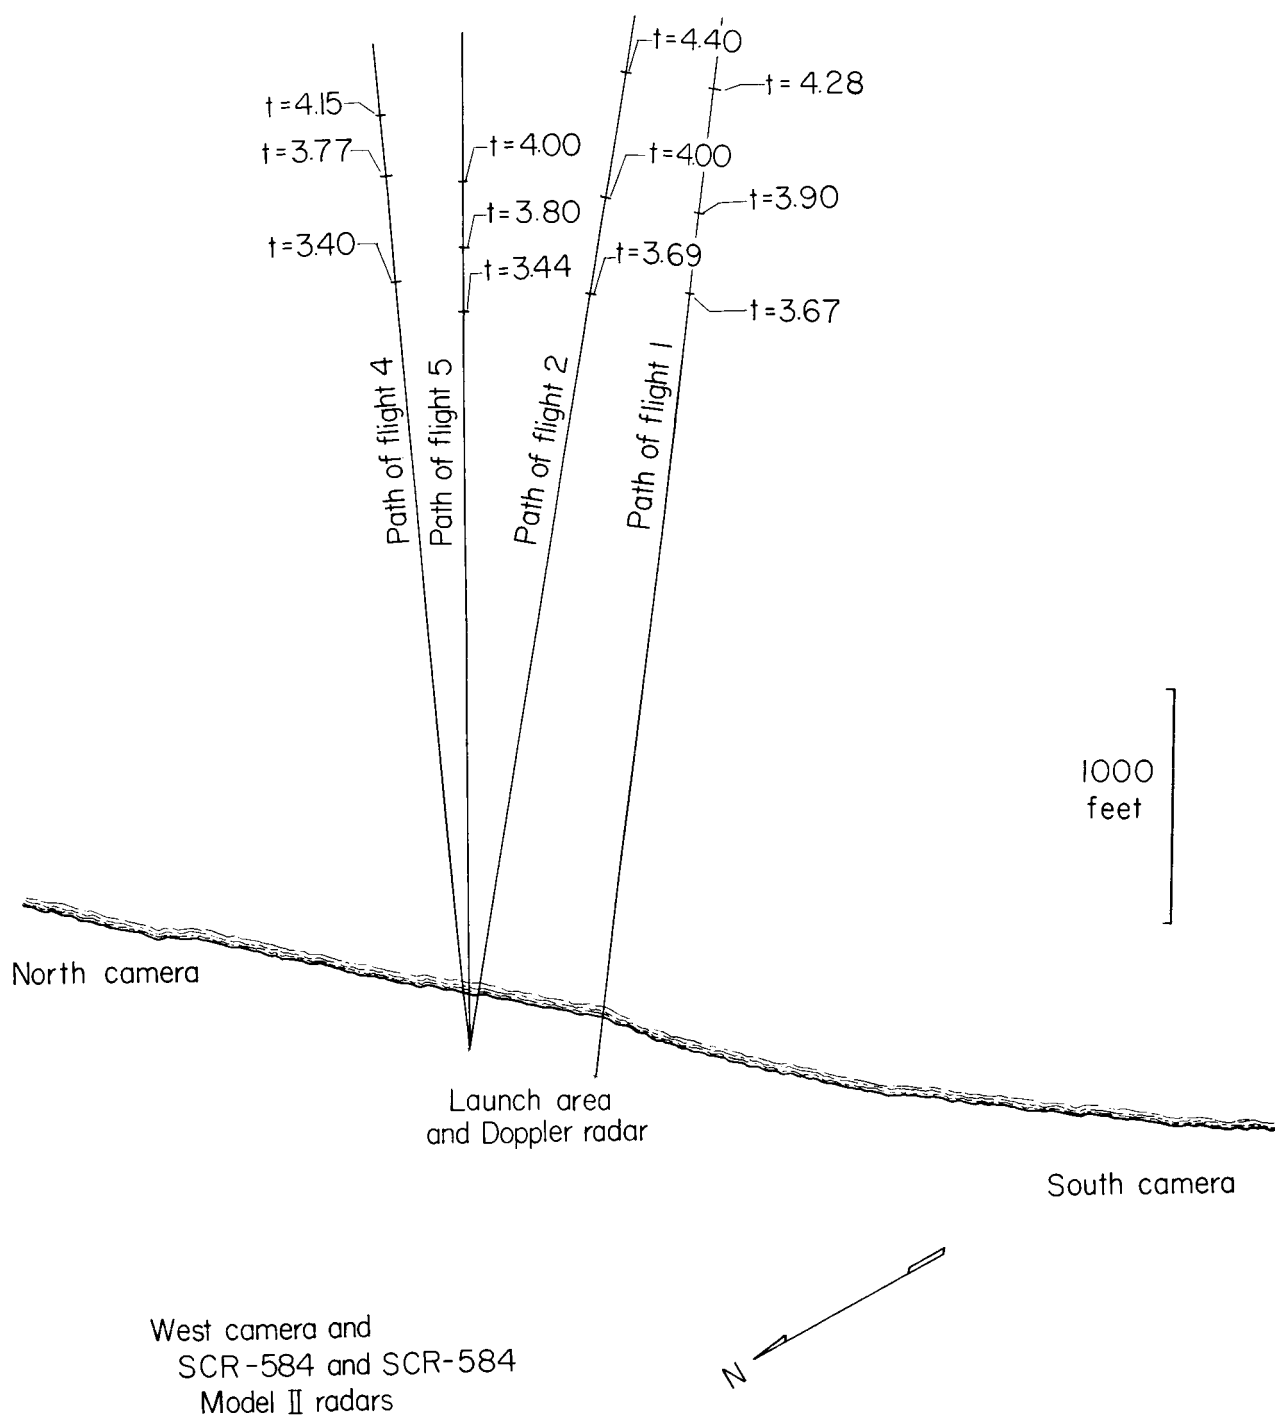 t=4.40
t=4.28
t=4.15
t=3.77
t=4.00
t=4.00
t=3.90
t=3.80
t=3.40
t=3.44
t=3.69
t=3.67
Path of flight 4
Path of flight 5
Path of flight 2
Path of flight 1
1000
feet
North camera
Launch area
and Doppler radar
South camera
N
West camera and
SCR-584 and SCR-584
Model II radars